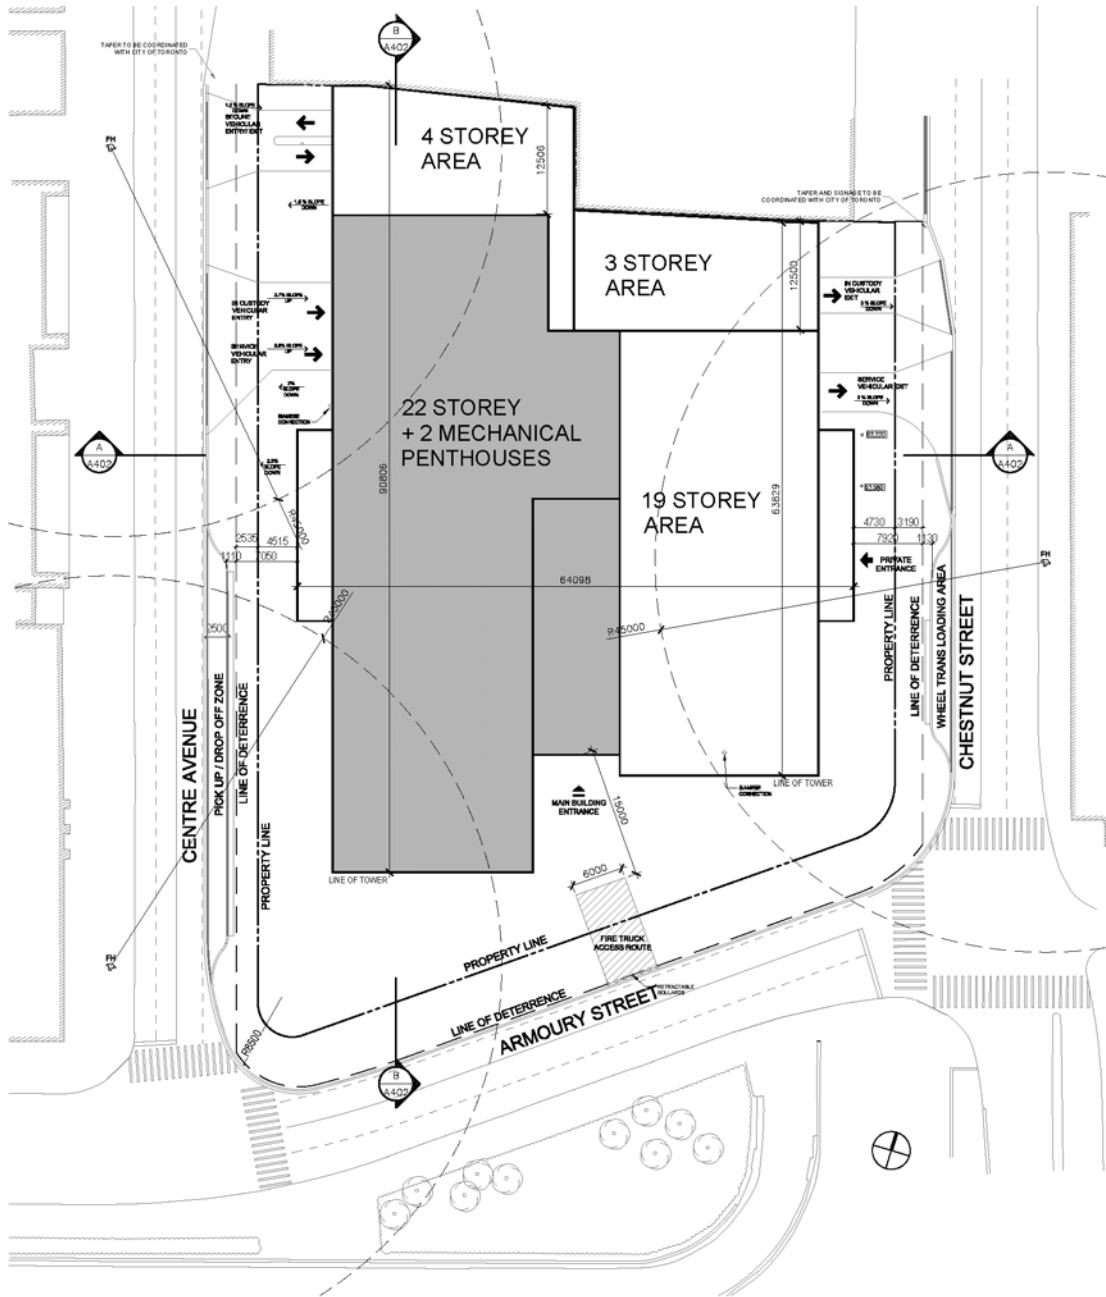 B
A402
TAPER TO BE COORDINATED
WITH CITY OF TORONTO
SECURE
VEHICULAR
ENTRY/ EXIT
FH
4 STOREY
AREA
12506
TAPER AND SIGNAGE TO BE
COORDINATED WITH CITY OF TORONTO
3 STOREY
AREA
12500
IN CUSTODY
VEHICULAR
ENTRY
IN CUSTODY
VEHICULAR
EXIT
SERVICE
VEHICULAR
ENTRY
SERVICE
VEHICULAR EXIT
SIAMESE
CONNECTION
22 STOREY
+ 2 MECHANICAL
PENTHOUSES
90806
A
A402
A
A402
19 STOREY
AREA
63829
R45000
2535
4515
1110
7050
4730
3190
7920
1130
PRIVATE
ENTRANCE
FH
64098
R45000
R45000
2500
PROPERTY LINE
LINE OF DETERRENCE
WHEEL TRANS LOADING AREA
CHESTNUT STREET
CENTRE AVENUE
PICK UP / DROP OFF ZONE
LINE OF DETERRENCE
PROPERTY LINE
MAIN BUILDING
ENTRANCE
15000
SIAMESE
CONNECTION
LINE OF TOWER
LINE OF TOWER
6000
FIRE TRUCK
ACCESS ROUTE
FH
PROPERTY LINE
LINE OF DETERRENCE
RETRACTABLE
BOLLARDS
ARMOURY STREET
R8500
B
A402